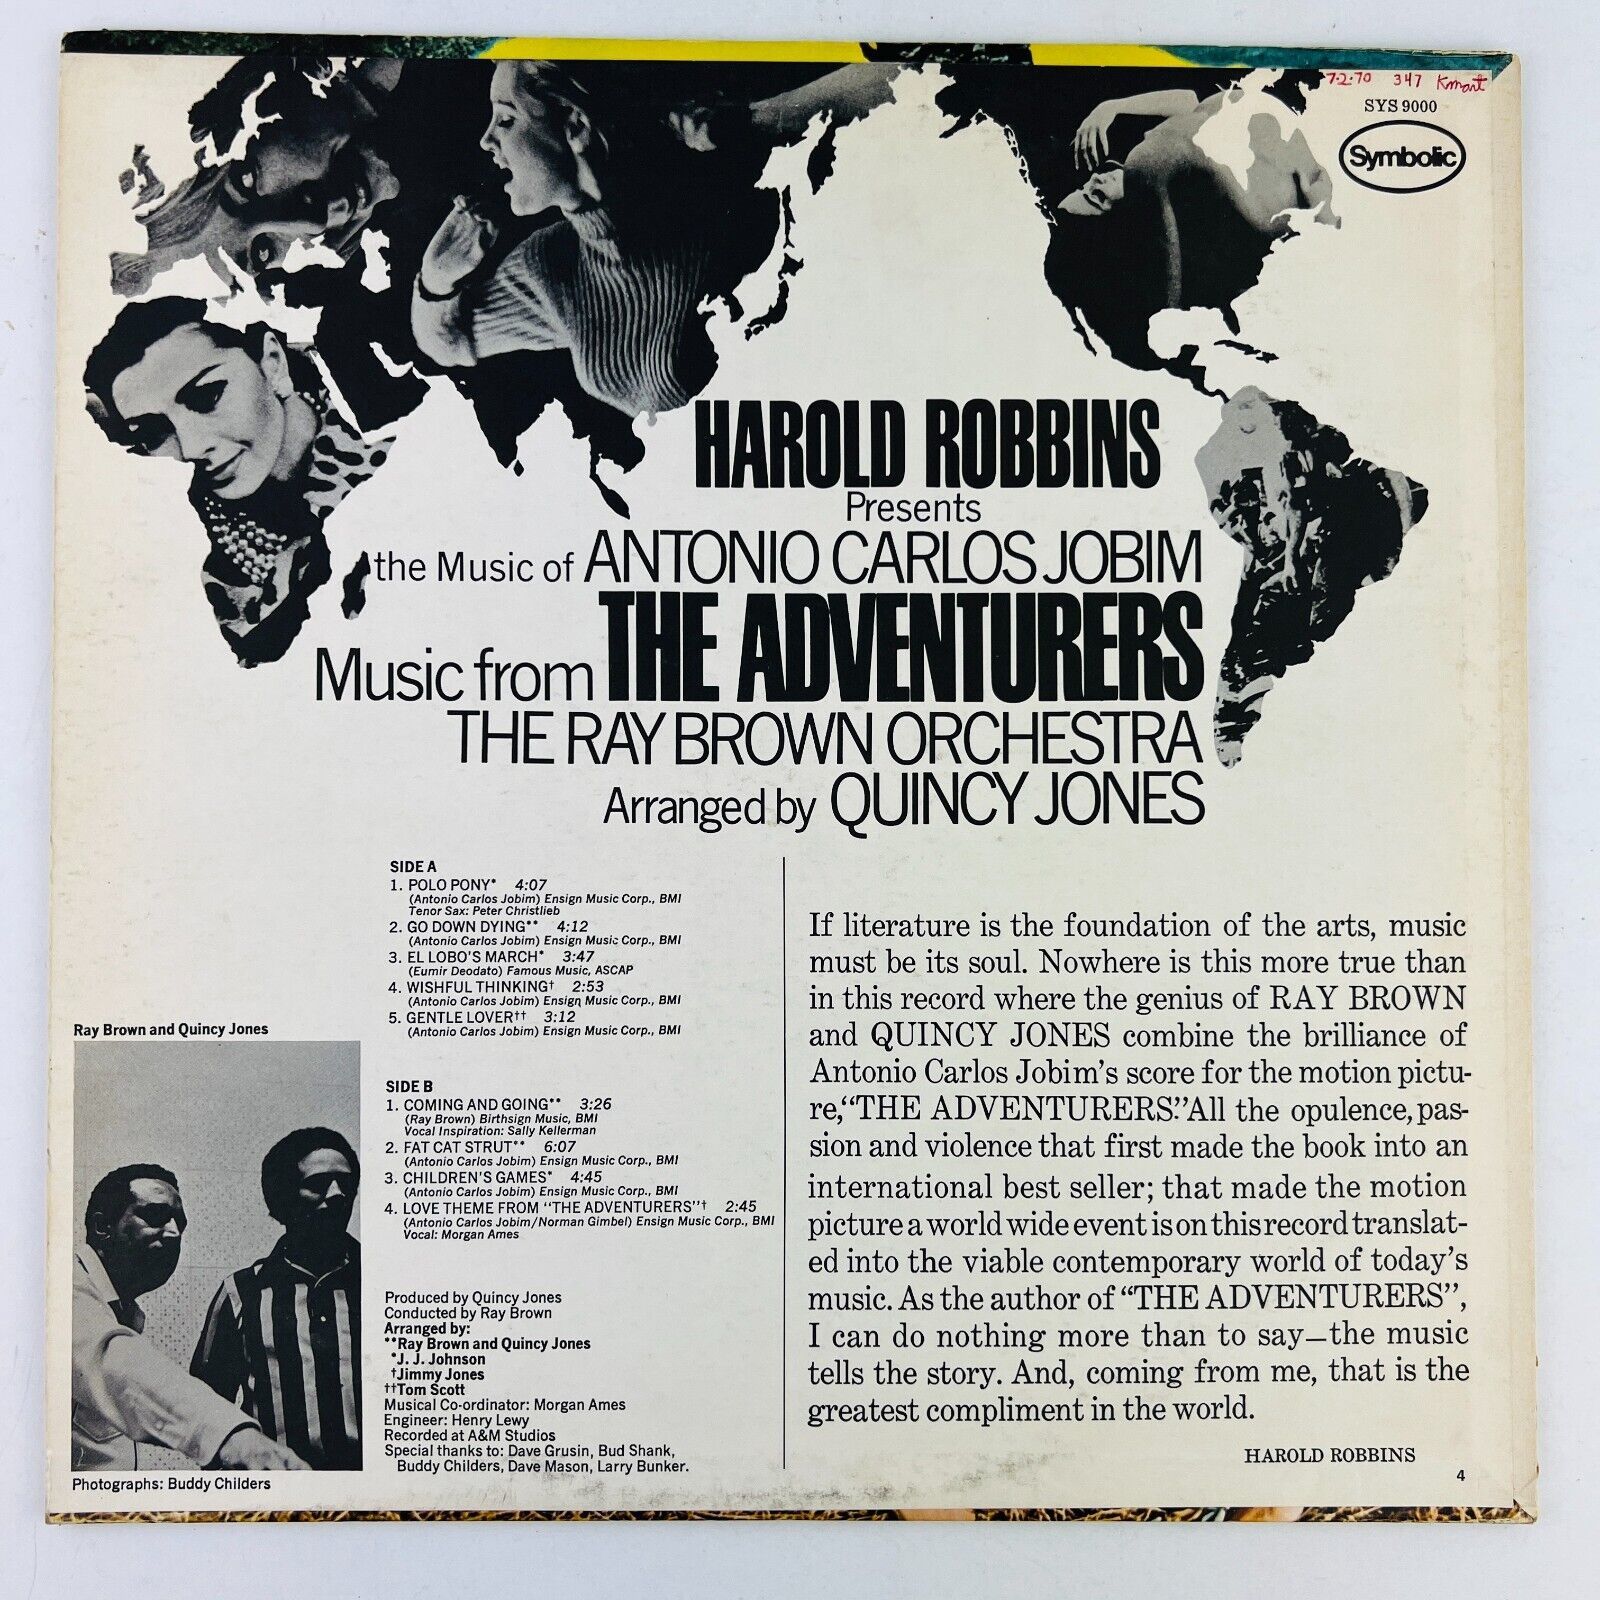 7·2·70 347 Kmart
SYS 9000
Symbolic
HAROLD ROBBINS
Presents
the Music of ANTONIO CARLOS JOBIM
Music from THE ADVENTURERS
THE RAY BROWN ORCHESTRA
Arranged by QUINCY JONES
SIDE A
1. POLO PONY* 4:07
(Antonio Carlos Jobim) Ensign Music Corp., BMI
Tenor Sax: Peter Christlieb
2. GO DOWN DYING** 4:12
(Antonio Carlos Jobim) Ensign Music Corp., BMI
3. EL LOBO'S MARCH* 3:47
(Eumir Deodato) Famous Music, ASCAP
4. WISHFUL THINKING† 2:53
(Antonio Carlos Jobim) Ensign Music Corp., BMI
5. GENTLE LOVER†† 3:12
(Antonio Carlos Jobim) Ensign Music Corp., BMI
SIDE B
1. COMING AND GOING** 3:26
(Ray Brown) Birthsign Music, BMI
Vocal Inspiration: Sally Kellerman
2. FAT CAT STRUT** 6:07
(Antonio Carlos Jobim) Ensign Music Corp., BMI
3. CHILDREN'S GAMES* 4:45
(Antonio Carlos Jobim) Ensign Music Corp., BMI
4. LOVE THEME FROM "THE ADVENTURERS"† 2:45
(Antonio Carlos Jobim/Norman Gimbel) Ensign Music Corp., BMI
Vocal: Morgan Ames
Produced by Quincy Jones
Conducted by Ray Brown
Arranged by:
**Ray Brown and Quincy Jones
*J. J. Johnson
†Jimmy Jones
††Tom Scott
Musical Co-ordinator: Morgan Ames
Engineer: Henry Lewy
Recorded at A&M Studios
Special thanks to: Dave Grusin, Bud Shank,
Buddy Childers, Dave Mason, Larry Bunker.
Ray Brown and Quincy Jones
Photographs: Buddy Childers
If literature is the foundation of the arts, music
must be its soul. Nowhere is this more true than
in this record where the genius of RAY BROWN
and QUINCY JONES combine the brilliance of
Antonio Carlos Jobim's score for the motion pictu-
re,"THE ADVENTURERS." All the opulence, pas-
sion and violence that first made the book into an
international best seller; that made the motion
picture a world wide event is on this record translat-
ed into the viable contemporary world of today's
music. As the author of "THE ADVENTURERS",
I can do nothing more than to say—the music
tells the story. And, coming from me, that is the
greatest compliment in the world.
HAROLD ROBBINS
4